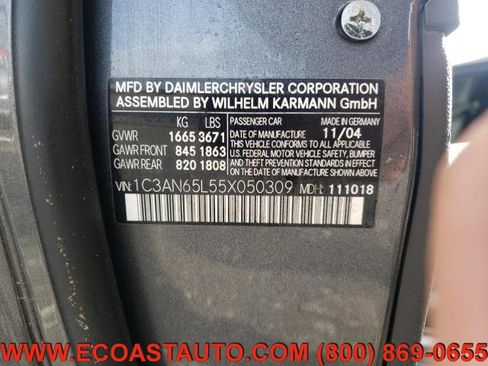 MFD BY DAIMLERCHRYSLER CORPORATION
ASSEMBLED BY WILHELM KARMANN GmbH
KG LBS PASSENGER CAR MADE IN GERMANY
GVWR 1665 3671 DATE OF MANUFACTURE 11/04
GAWR FRONT 845 1863 THIS VEHICLE CONFORMS TO ALL APPLICABLE
GAWR REAR 820 1808 U.S. FEDERAL MOTOR VEHICLE SAFETY, BUMPER
AND THEFT PREVENTION STANDARDS IN EFFECT
ON THE DATE OF MANUFACTURE SHOWN ABOVE
VIN: 1C3AN65L55X050309 MDH: 111018
WWW.ECOASTAUTO.COM (800) 869-0655